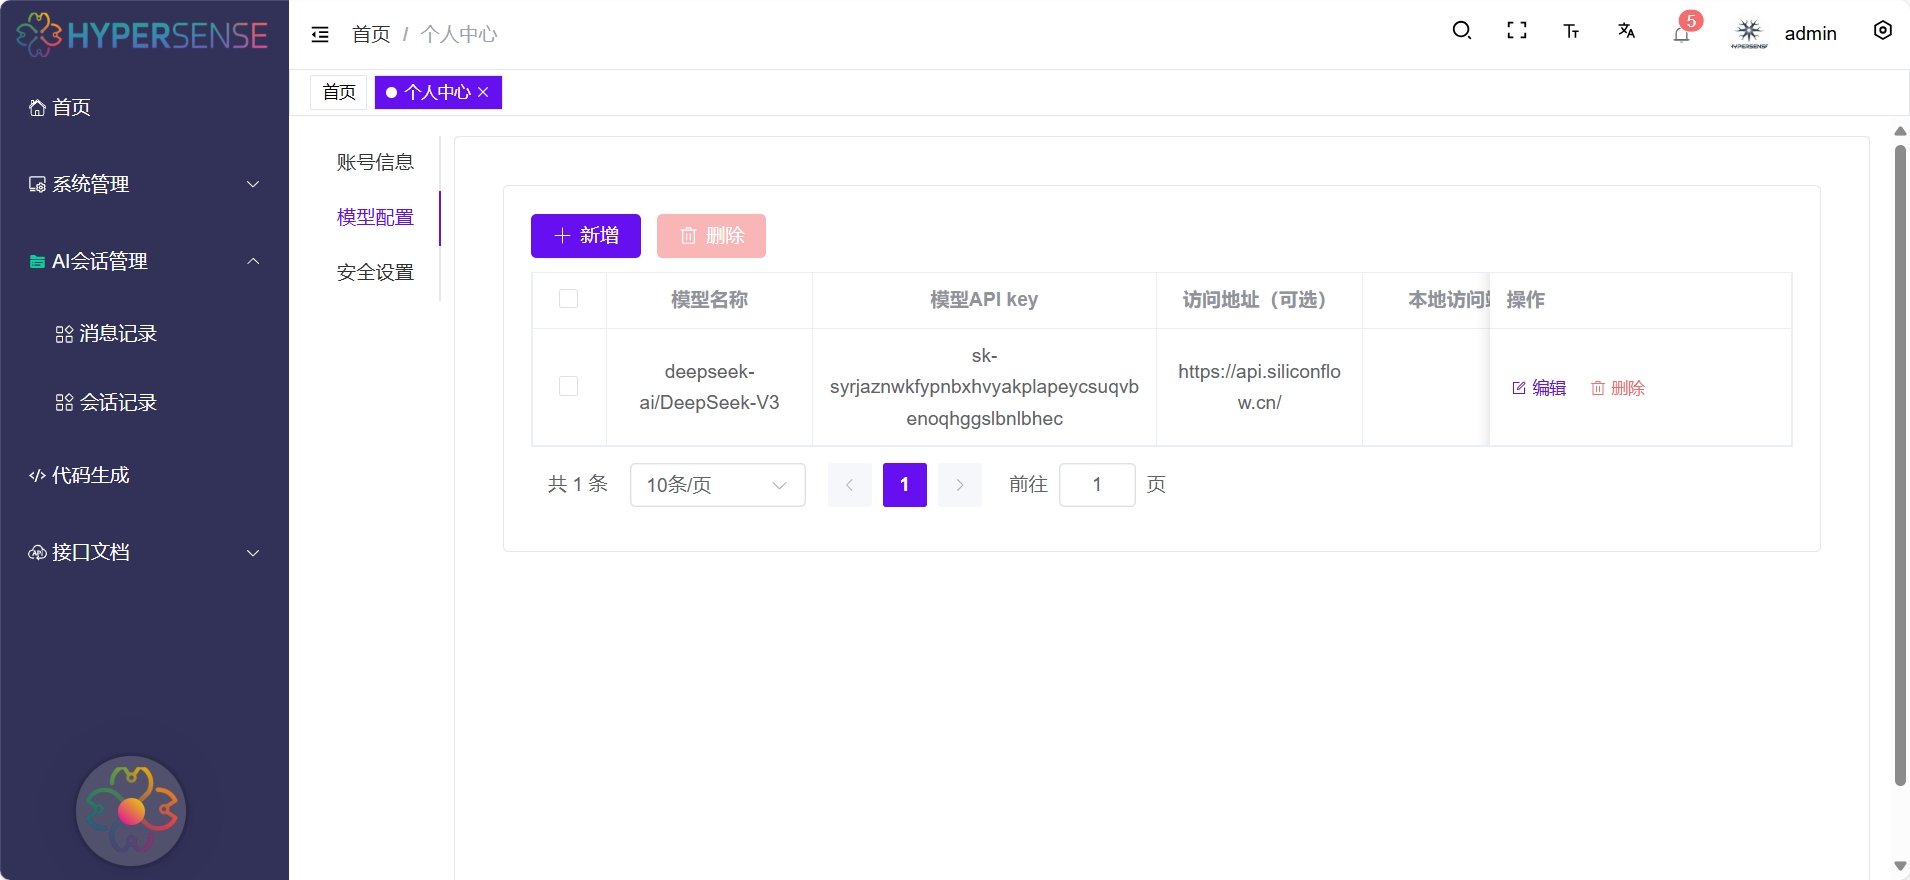 HYPERSENSE
首页 / 个人中心
5
HYPERSENSE
admin
首页
个人中心
首页
系统管理
AI会话管理
消息记录
会话记录
代码生成
接口文档
账号信息
模型配置
安全设置
新增
删除
模型名称 模型API key 访问地址（可选） 本地访问 操作
deepseek-
ai/DeepSeek-V3
sk-
syrjaznwkfypnbxhvyakplapeycsuqvb
enoqhggslbnlbhec
https://api.siliconflo
w.cn/
编辑 删除
共 1 条 10条/页 1 前往 1 页